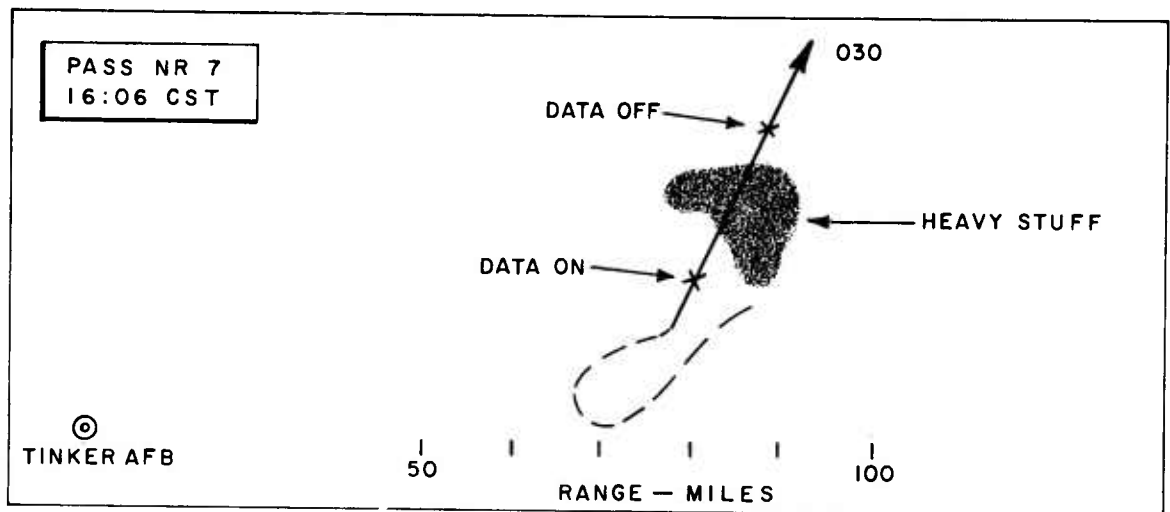 PASS NR 7
16:06 CST
030
DATA OFF
HEAVY STUFF
DATA ON
TINKER AFB
50
100
RANGE — MILES